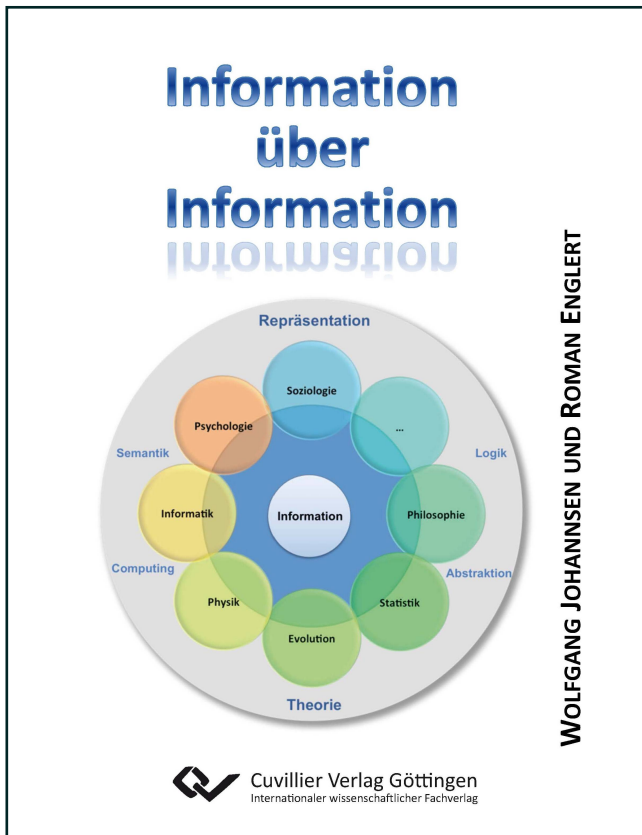 Information
über
Information
WOLFGANG JOHANNSEN UND ROMAN ENGLERT
Repräsentation
Soziologie
Psychologie
...
Semantik
Logik
Informatik
Information
Philosophie
Computing
Abstraktion
Physik
Statistik
Evolution
Theorie
Cuvillier Verlag Göttingen
Internationaler wissenschaftlicher Fachverlag